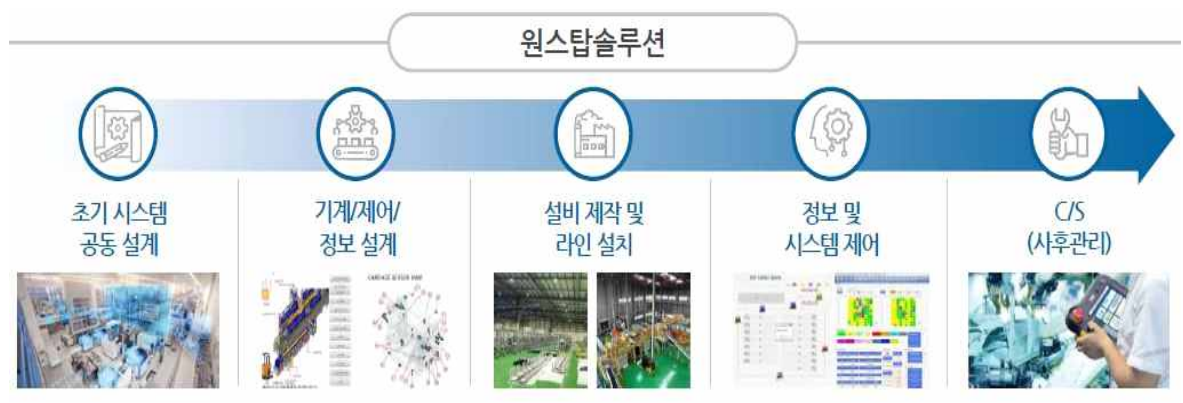 원스탑솔루션
초기 시스템
공동 설계
기계/제어/
정보 설계
설비 제작 및
라인 설치
정보 및
시스템 제어
C/S
(사후관리)